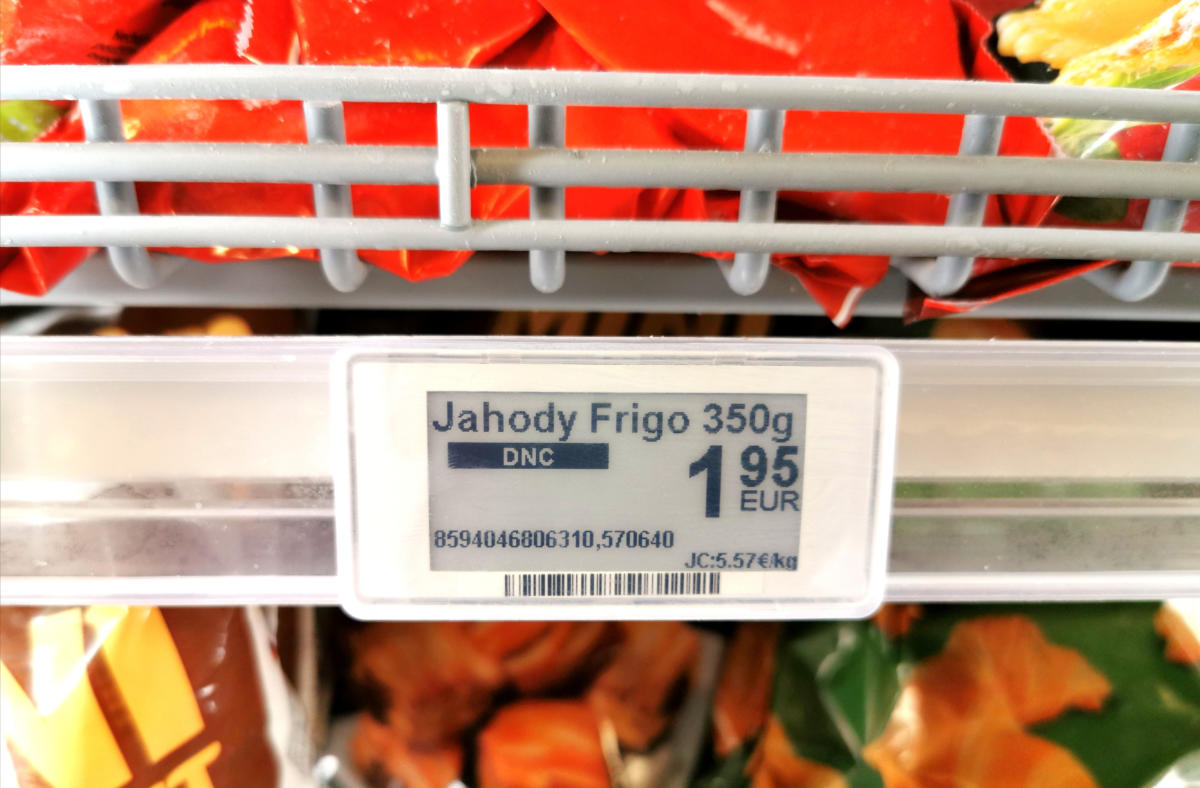 Jahody Frigo 350g
DNC
1 95
EUR
8594046806310,570640
JC:5.57€/kg